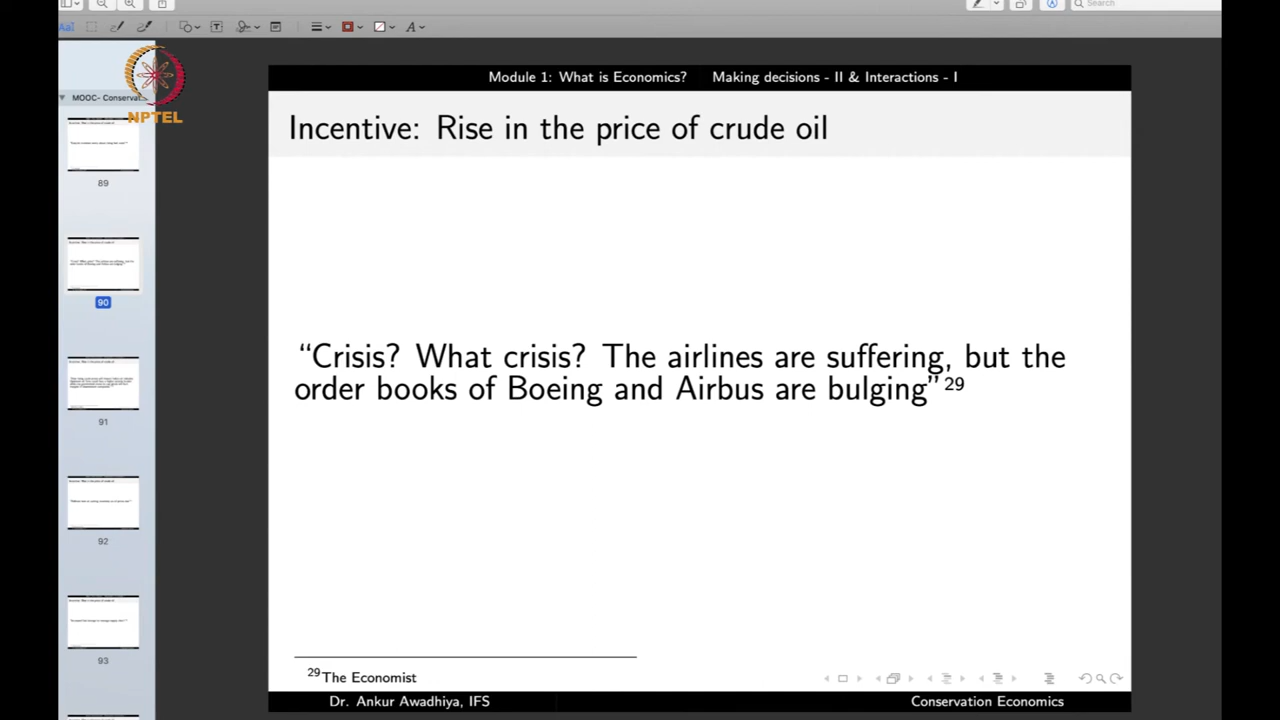 Search
MOOC- Conservat...
NPTEL
89
90
91
92
93
Module 1: What is Economics? Making decisions - II & Interactions - I
Incentive: Rise in the price of crude oil
“Crisis? What crisis? The airlines are suffering, but the
order books of Boeing and Airbus are bulging”29
29The Economist
Dr. Ankur Awadhiya, IFS Conservation Economics